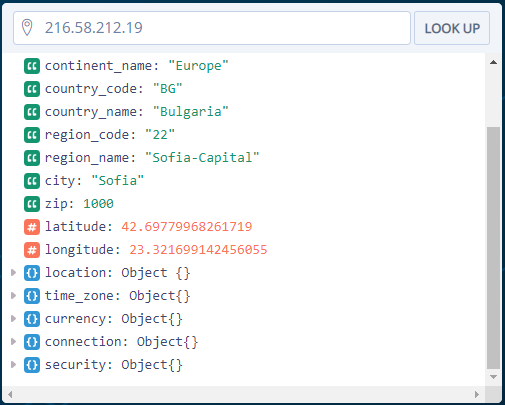 216.58.212.19 LOOK UP
continent_name: "Europe"
country_code: "BG"
country_name: "Bulgaria"
region_code: "22"
region_name: "Sofia-Capital"
city: "Sofia"
zip: 1000
# latitude: 42.69779968261719
# longitude: 23.321699142456055
{} location: Object {}
{} time_zone: Object{}
{} currency: Object{}
{} connection: Object{}
{} security: Object{}